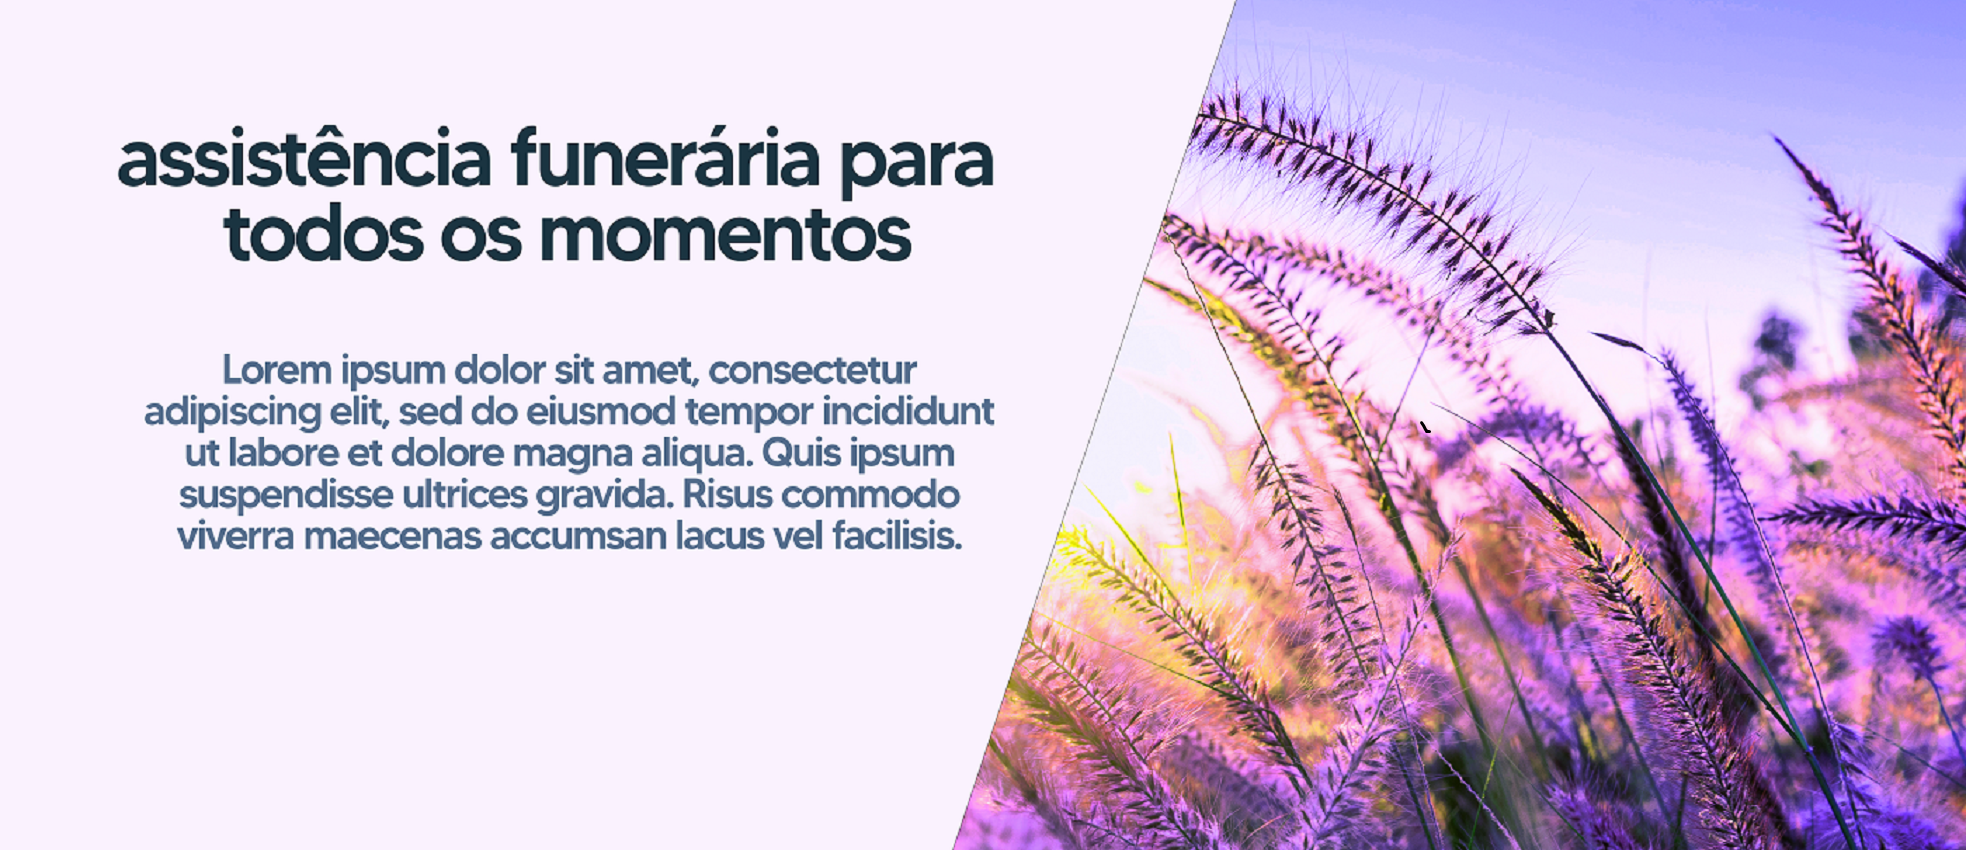 assistência funerária para
todos os momentos
Lorem ipsum dolor sit amet, consectetur
adipiscing elit, sed do eiusmod tempor incididunt
ut labore et dolore magna aliqua. Quis ipsum
suspendisse ultrices gravida. Risus commodo
viverra maecenas accumsan lacus vel facilisis.